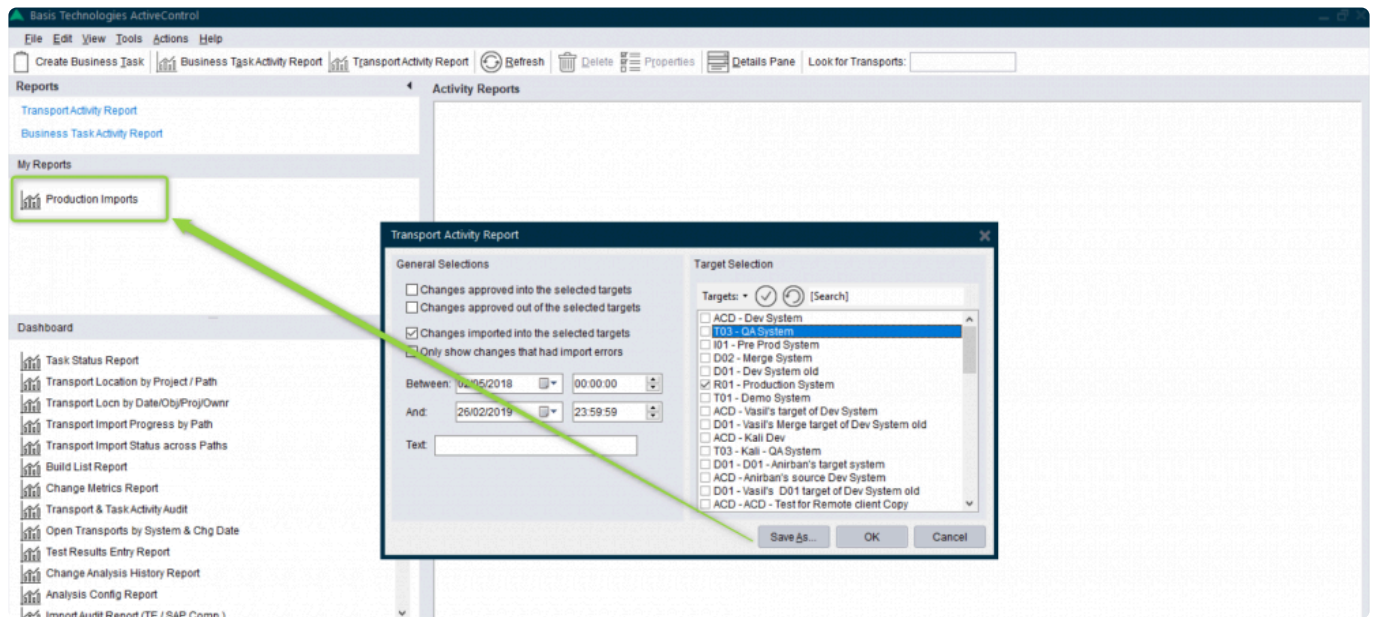 Basis Technologies ActiveControl
File Edit View Tools Actions Help
Create Business Task Business Task Activity Report Transport Activity Report Refresh Delete Properties Details Pane Look for Transports:
Reports
Activity Reports
Transport Activity Report
Business Task Activity Report
My Reports
Production Imports
Transport Activity Report
General Selections
Changes approved into the selected targets
Changes approved out of the selected targets
Changes imported into the selected targets
Only show changes that had import errors
Between: 02/05/2018 00:00:00
And: 26/02/2019 23:59:59
Text:
Target Selection
Targets: [Search]
ACD - Dev System
T03 - QA System
I01 - Pre Prod System
D02 - Merge System
D01 - Dev System old
R01 - Production System
T01 - Demo System
ACD - Vasil's target of Dev System
D01 - Vasil's Merge target of Dev System old
ACD - Kali Dev
T03 - Kali - QA System
D01 - D01 - Anirban's target system
ACD - Anirban's source Dev System
D01 - Vasil's D01 target of Dev System old
ACD - ACD - Test for Remote client Copy
Save As... OK Cancel
Dashboard
Task Status Report
Transport Location by Project / Path
Transport Locn by Date/Obj/Proj/Ownr
Transport Import Progress by Path
Transport Import Status across Paths
Build List Report
Change Metrics Report
Transport & Task Activity Audit
Open Transports by System & Chg Date
Test Results Entry Report
Change Analysis History Report
Analysis Config Report
Import Audit Report (TE / SAP Comp.)